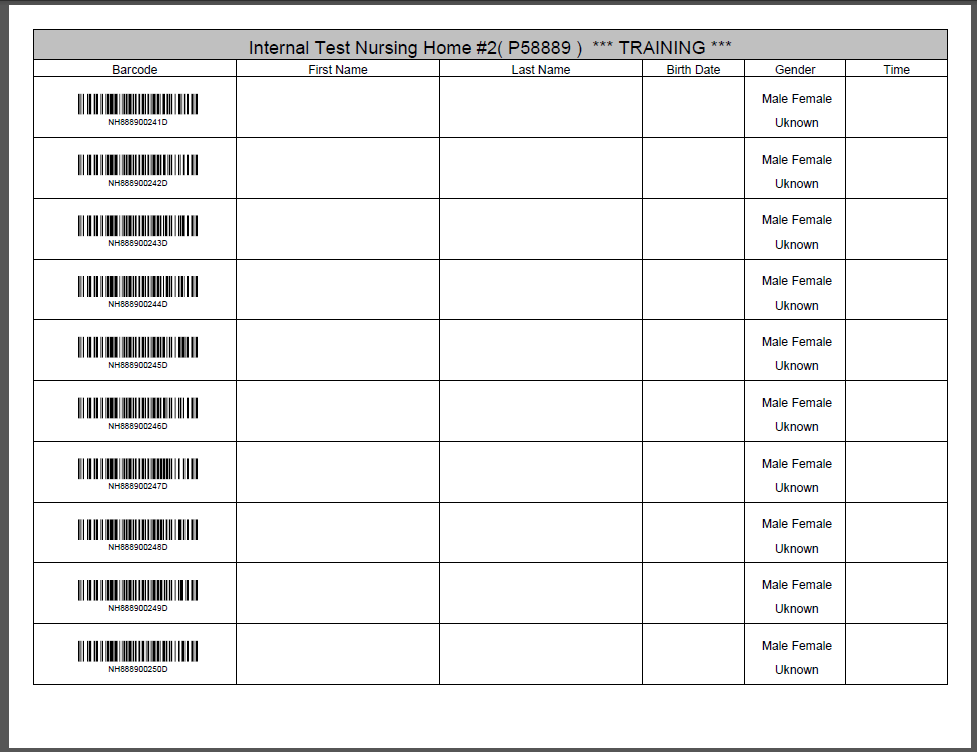 Internal Test Nursing Home #2( P58889 ) *** TRAINING ***
Barcode First Name Last Name Birth Date Gender Time
Male Female
NH888900241D Uknown
Male Female
NH888900242D Uknown
Male Female
NH888900243D Uknown
Male Female
NH888900244D Uknown
Male Female
NH888900245D Uknown
Male Female
NH888900246D Uknown
Male Female
NH888900247D Uknown
Male Female
NH888900248D Uknown
Male Female
NH888900249D Uknown
Male Female
NH888900250D Uknown